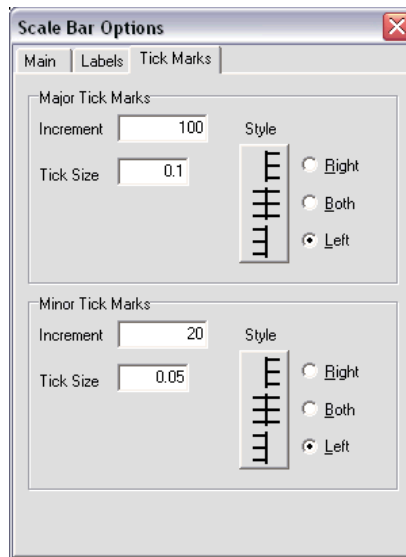 Scale Bar Options
Main Labels Tick Marks
Major Tick Marks
Increment 100 Style
Tick Size 0.1
Right
Both
Left
Minor Tick Marks
Increment 20 Style
Tick Size 0.05
Right
Both
Left